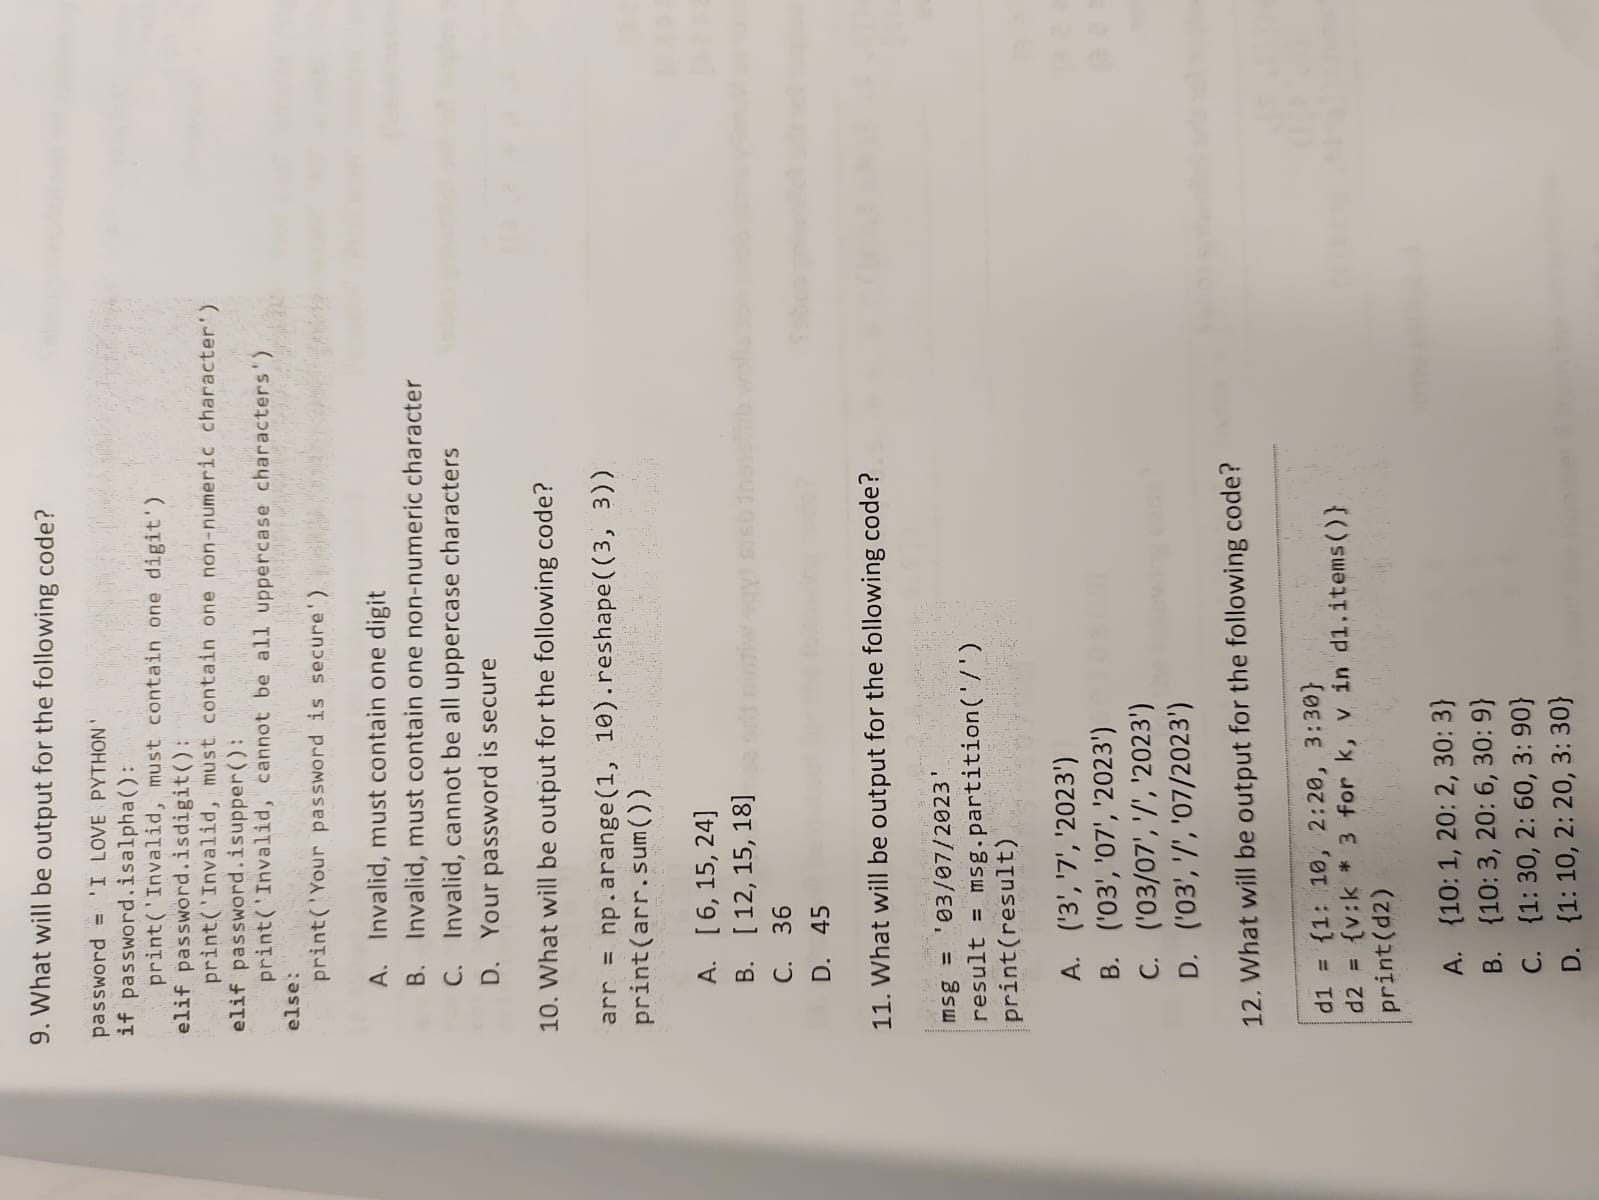 9. What will be output for the following code?
password = 'I LOVE PYTHON'
if password.isalpha():
    print('Invalid, must contain one digit')
elif password.isdigit():
    print('Invalid, must contain one non-numeric character')
elif password.isupper():
    print('Invalid, cannot be all uppercase characters')
else:
    print('Your password is secure')
A. Invalid, must contain one digit
B. Invalid, must contain one non-numeric character
C. Invalid, cannot be all uppercase characters
D. Your password is secure
10. What will be output for the following code?
arr = np.arange(1, 10).reshape((3, 3))
print(arr.sum())
A. [ 6, 15, 24]
B. [ 12, 15, 18]
C. 36
D. 45
11. What will be output for the following code?
msg = '03/07/2023'
result = msg.partition('/')
print(result)
A. ('3', '7', '2023')
B. ('03', '07', '2023')
C. ('03/07', '/', '2023')
D. ('03', '/', '07/2023')
12. What will be output for the following code?
d1 = {1: 10, 2:20, 3:30}
d2 = {v:k * 3 for k, v in d1.items()}
print(d2)
A. {10: 1, 20: 2, 30: 3}
B. {10: 3, 20: 6, 30: 9}
C. {1: 30, 2: 60, 3: 90}
D. {1: 10, 2: 20, 3: 30}